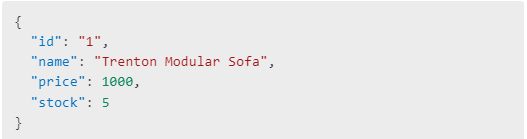 {
  "id": "1",
  "name": "Trenton Modular Sofa",
  "price": 1000,
  "stock": 5
}